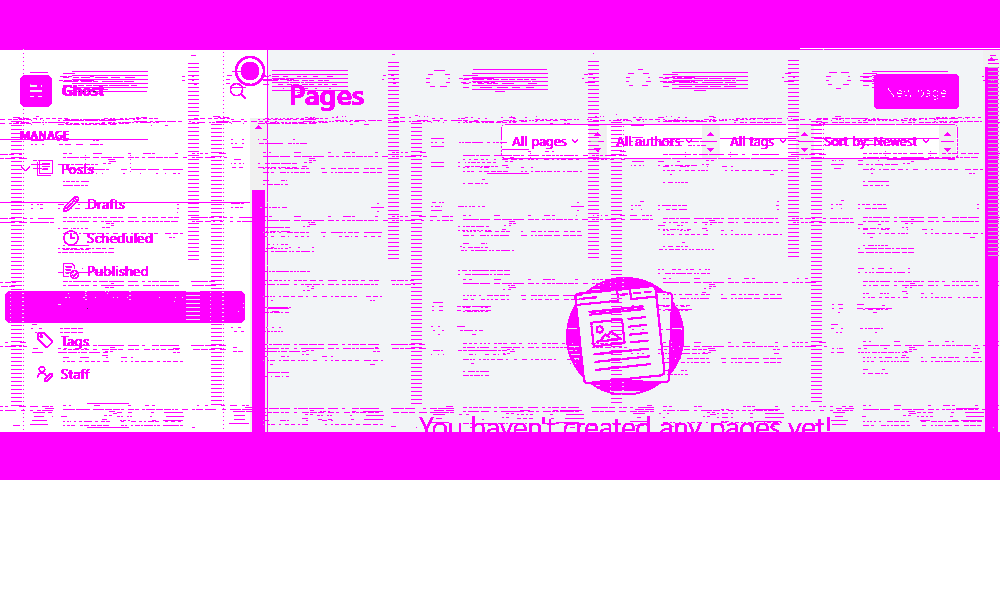 Ghost
Pages
New page
MANAGE
All pages
All authors
All tags
Sort by: Newest
Posts
Drafts
Scheduled
Published
Tags
Staff
You haven't created any pages yet!